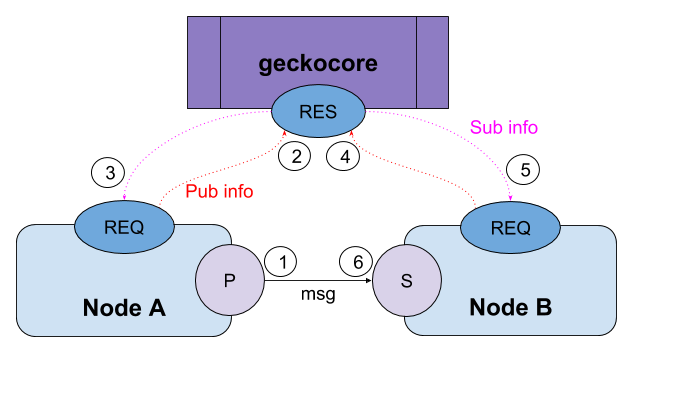 geckocore
RES
Sub info
2
4
3
5
Pub info
REQ
REQ
1
6
P
S
msg
Node A
Node B